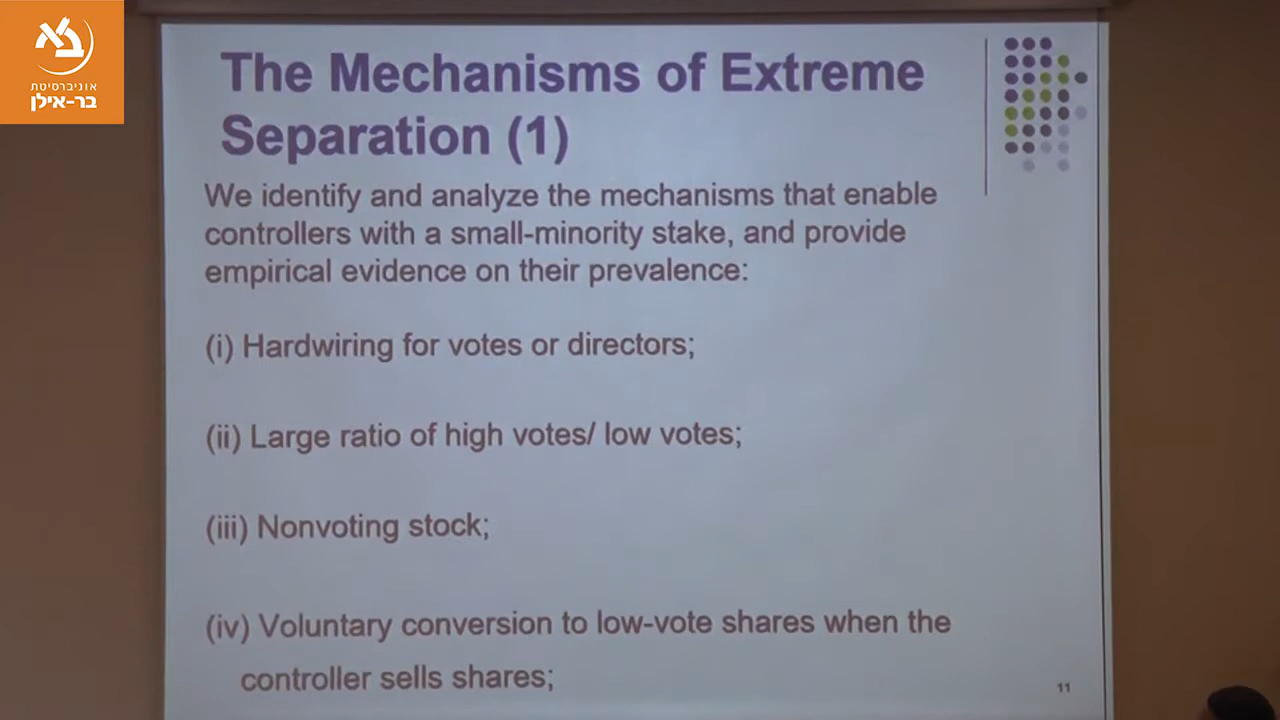 אוניברסיטת
בר-אילן
The Mechanisms of Extreme
Separation (1)
We identify and analyze the mechanisms that enable
controllers with a small-minority stake, and provide
empirical evidence on their prevalence:
(i) Hardwiring for votes or directors;
(ii) Large ratio of high votes/ low votes;
(iii) Nonvoting stock;
(iv) Voluntary conversion to low-vote shares when the
controller sells shares;
11